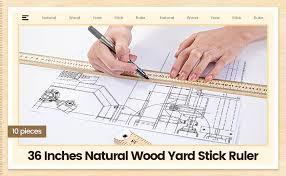 Natural Wood Yard Stick Ruler Natural Wood Yard Stick Ruler
10 pieces
36 Inches Natural Wood Yard Stick Ruler